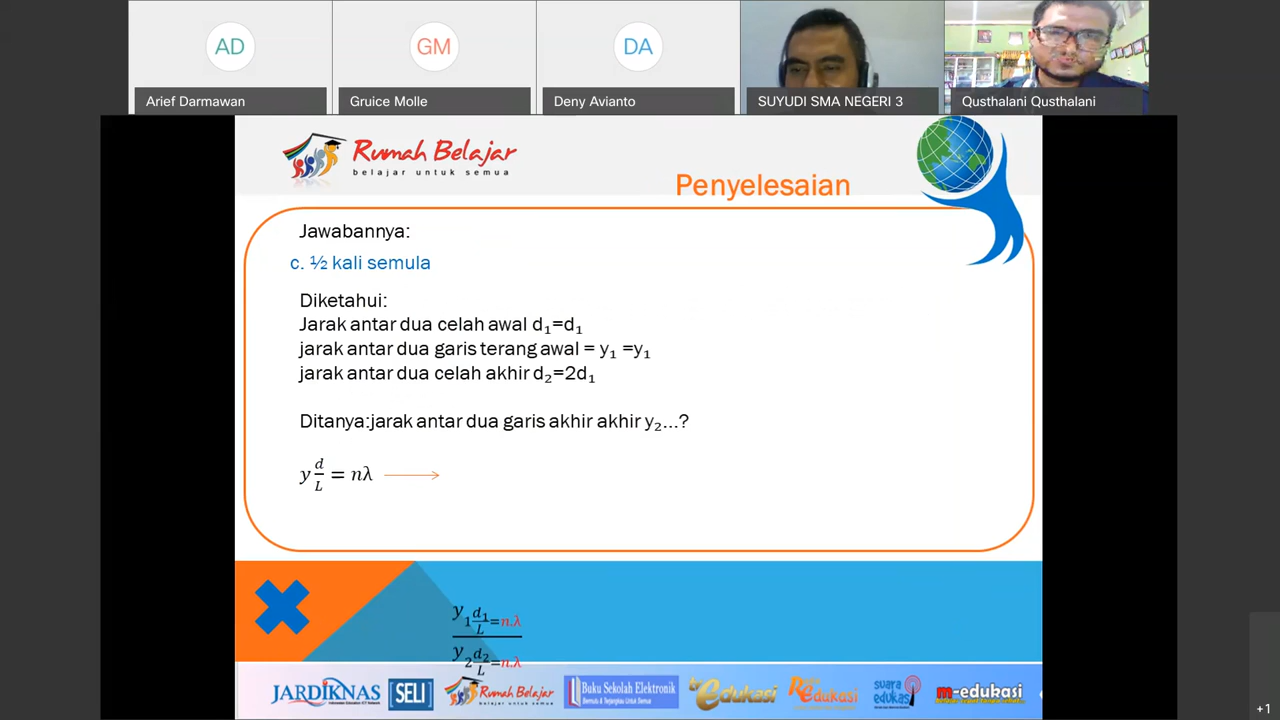 AD
GM
DA
Arief Darmawan
Gruice Molle
Deny Avianto
SUYUDI SMA NEGERI 3
Qusthalani Qusthalani
Rumah Belajar
belajar untuk semua
Penyelesaian
Jawabannya:
c. ½ kali semula
Diketahui:
Jarak antar dua celah awal d₁=d₁
jarak antar dua garis terang awal = y₁ =y₁
jarak antar dua celah akhir d₂=2d₁
Ditanya:jarak antar dua garis akhir akhir y₂...?
y d/L = nλ
y₁ d₁/L=n.λ
y₂ d₂/L=n.λ
JARDIKNAS SELI Rumah Belajar Buku Sekolah Elektronik edukasi edukasi suara edukasi m-edukasi
+1